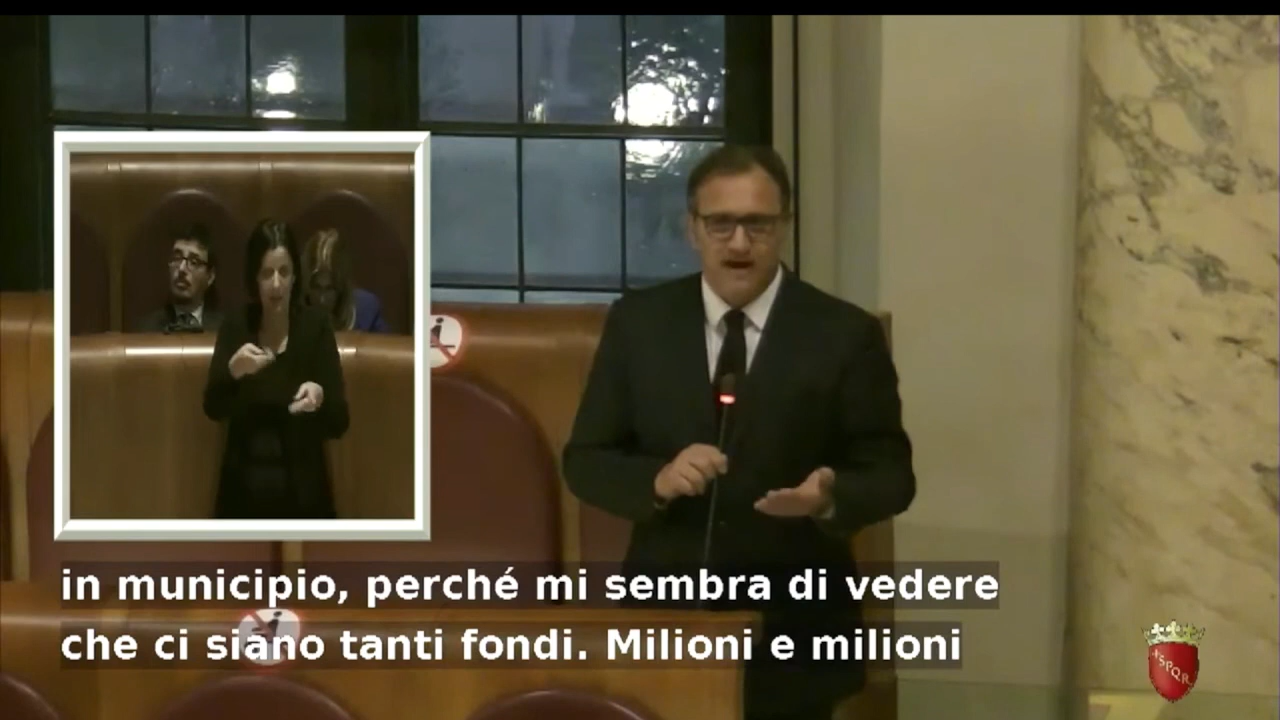 in municipio, perché mi sembra di vedere
che ci siano tanti fondi. Milioni e milioni
SPQR